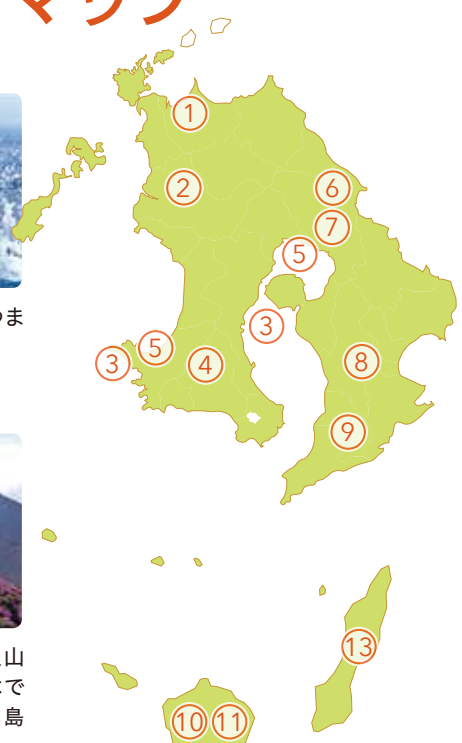 マップ
①
②
⑥
⑦
⑤
③
⑤
③
④
⑧
⑨
⑬
⑩ ⑪
つま
山
で
島